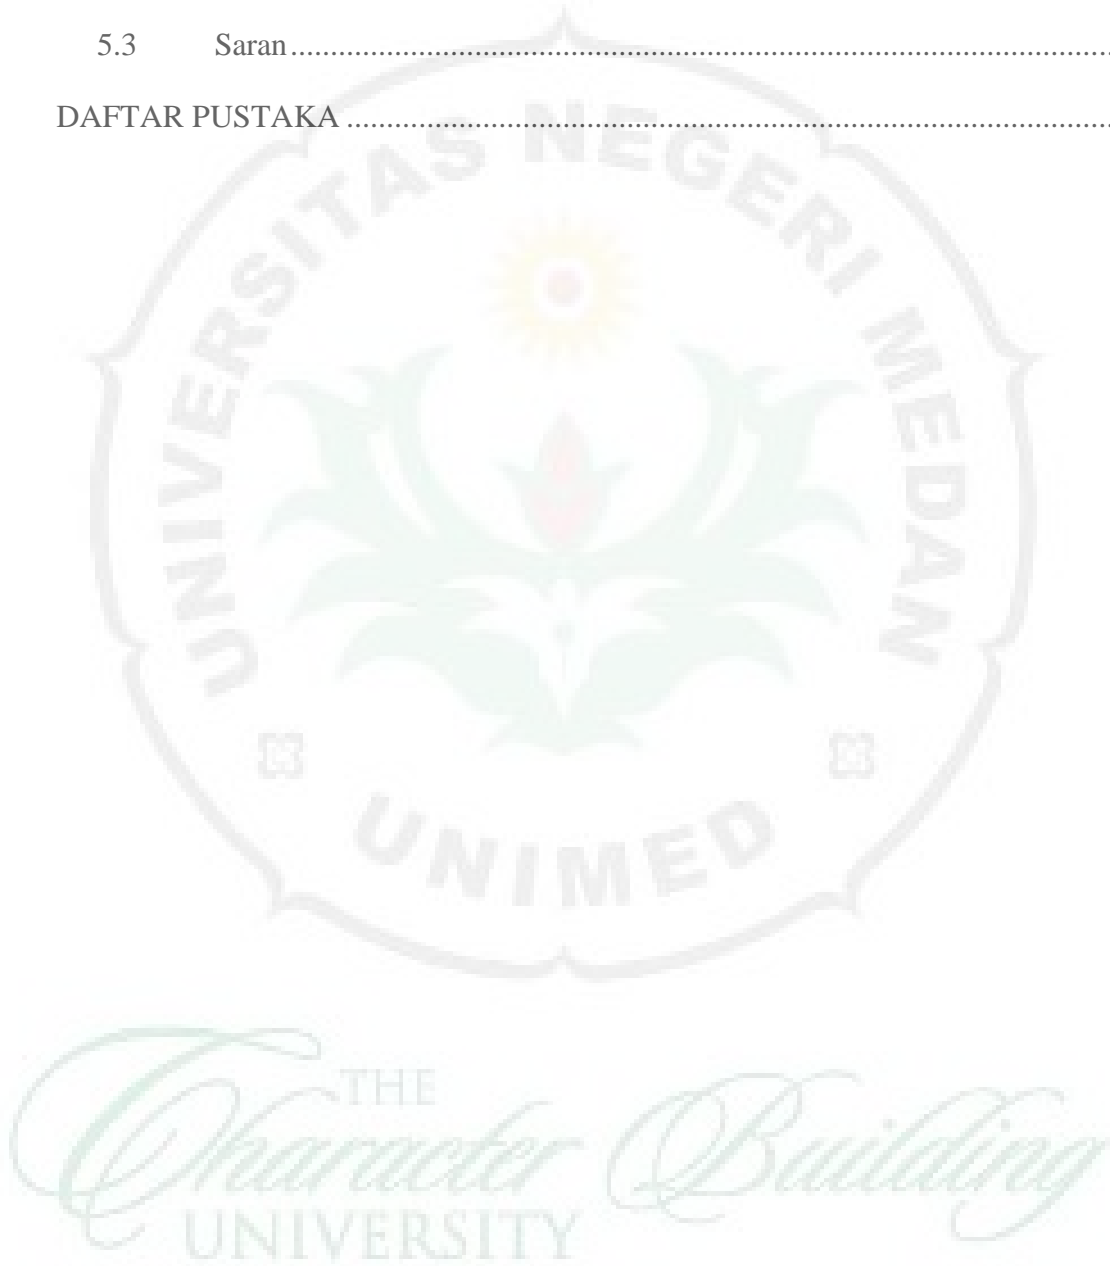 5.3 Saran..........................................................................................................
DAFTAR PUSTAKA..........................................................................................................
UNIVERSITAS NEGERI MEDAN
UNIMED
THE
Character Building
UNIVERSITY